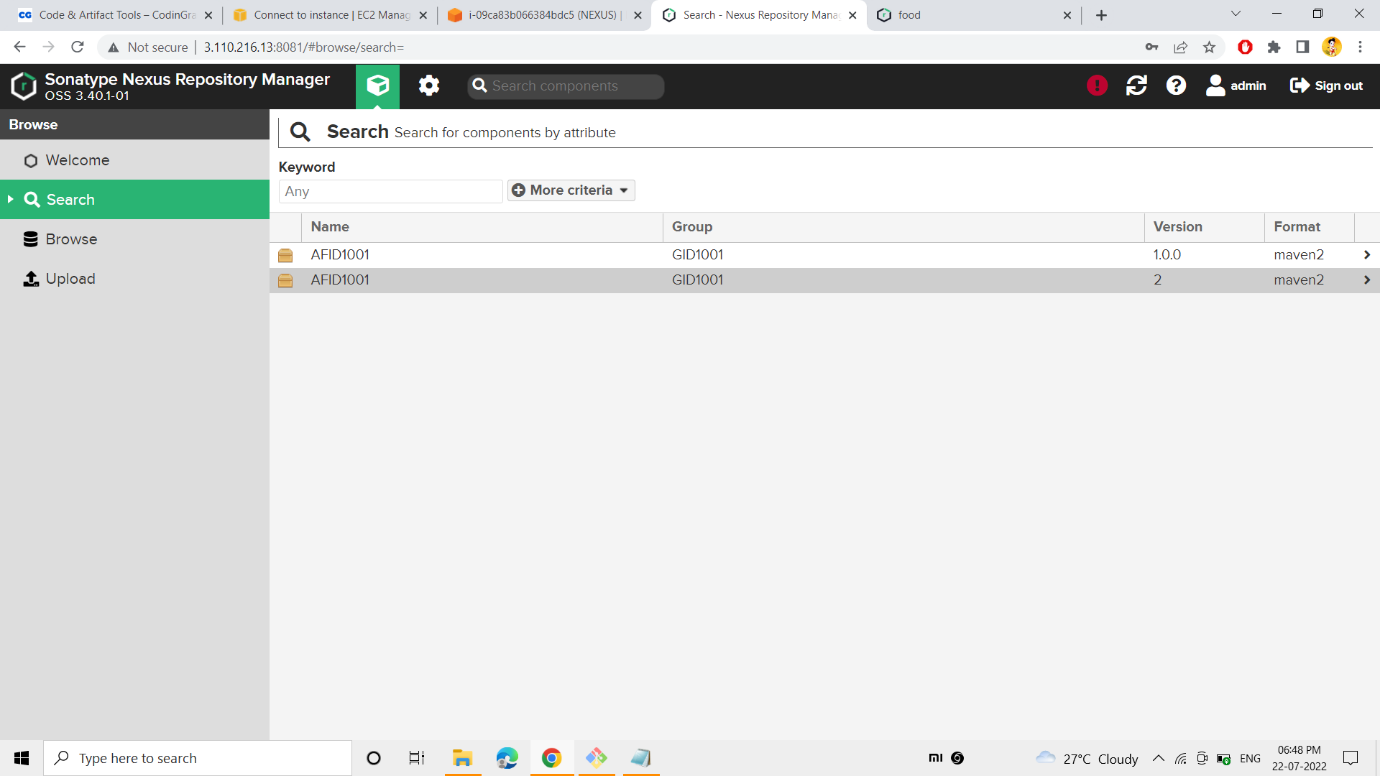 Code & Artifact Tools – CodinGra
Connect to instance | EC2 Manag
i-09ca83b066384bdc5 (NEXUS) |
Search - Nexus Repository Mana
food
Not secure
3.110.216.13:8081/#browse/search=
Sonatype Nexus Repository Manager
OSS 3.40.1-01
Search components
admin
Sign out
Browse
Welcome
Search
Browse
Upload
Search Search for components by attribute
Keyword
Any
More criteria
Name Group Version Format
AFID1001 GID1001 1.0.0 maven2
AFID1001 GID1001 2 maven2
Type here to search
27°C Cloudy
ENG
06:48 PM
22-07-2022